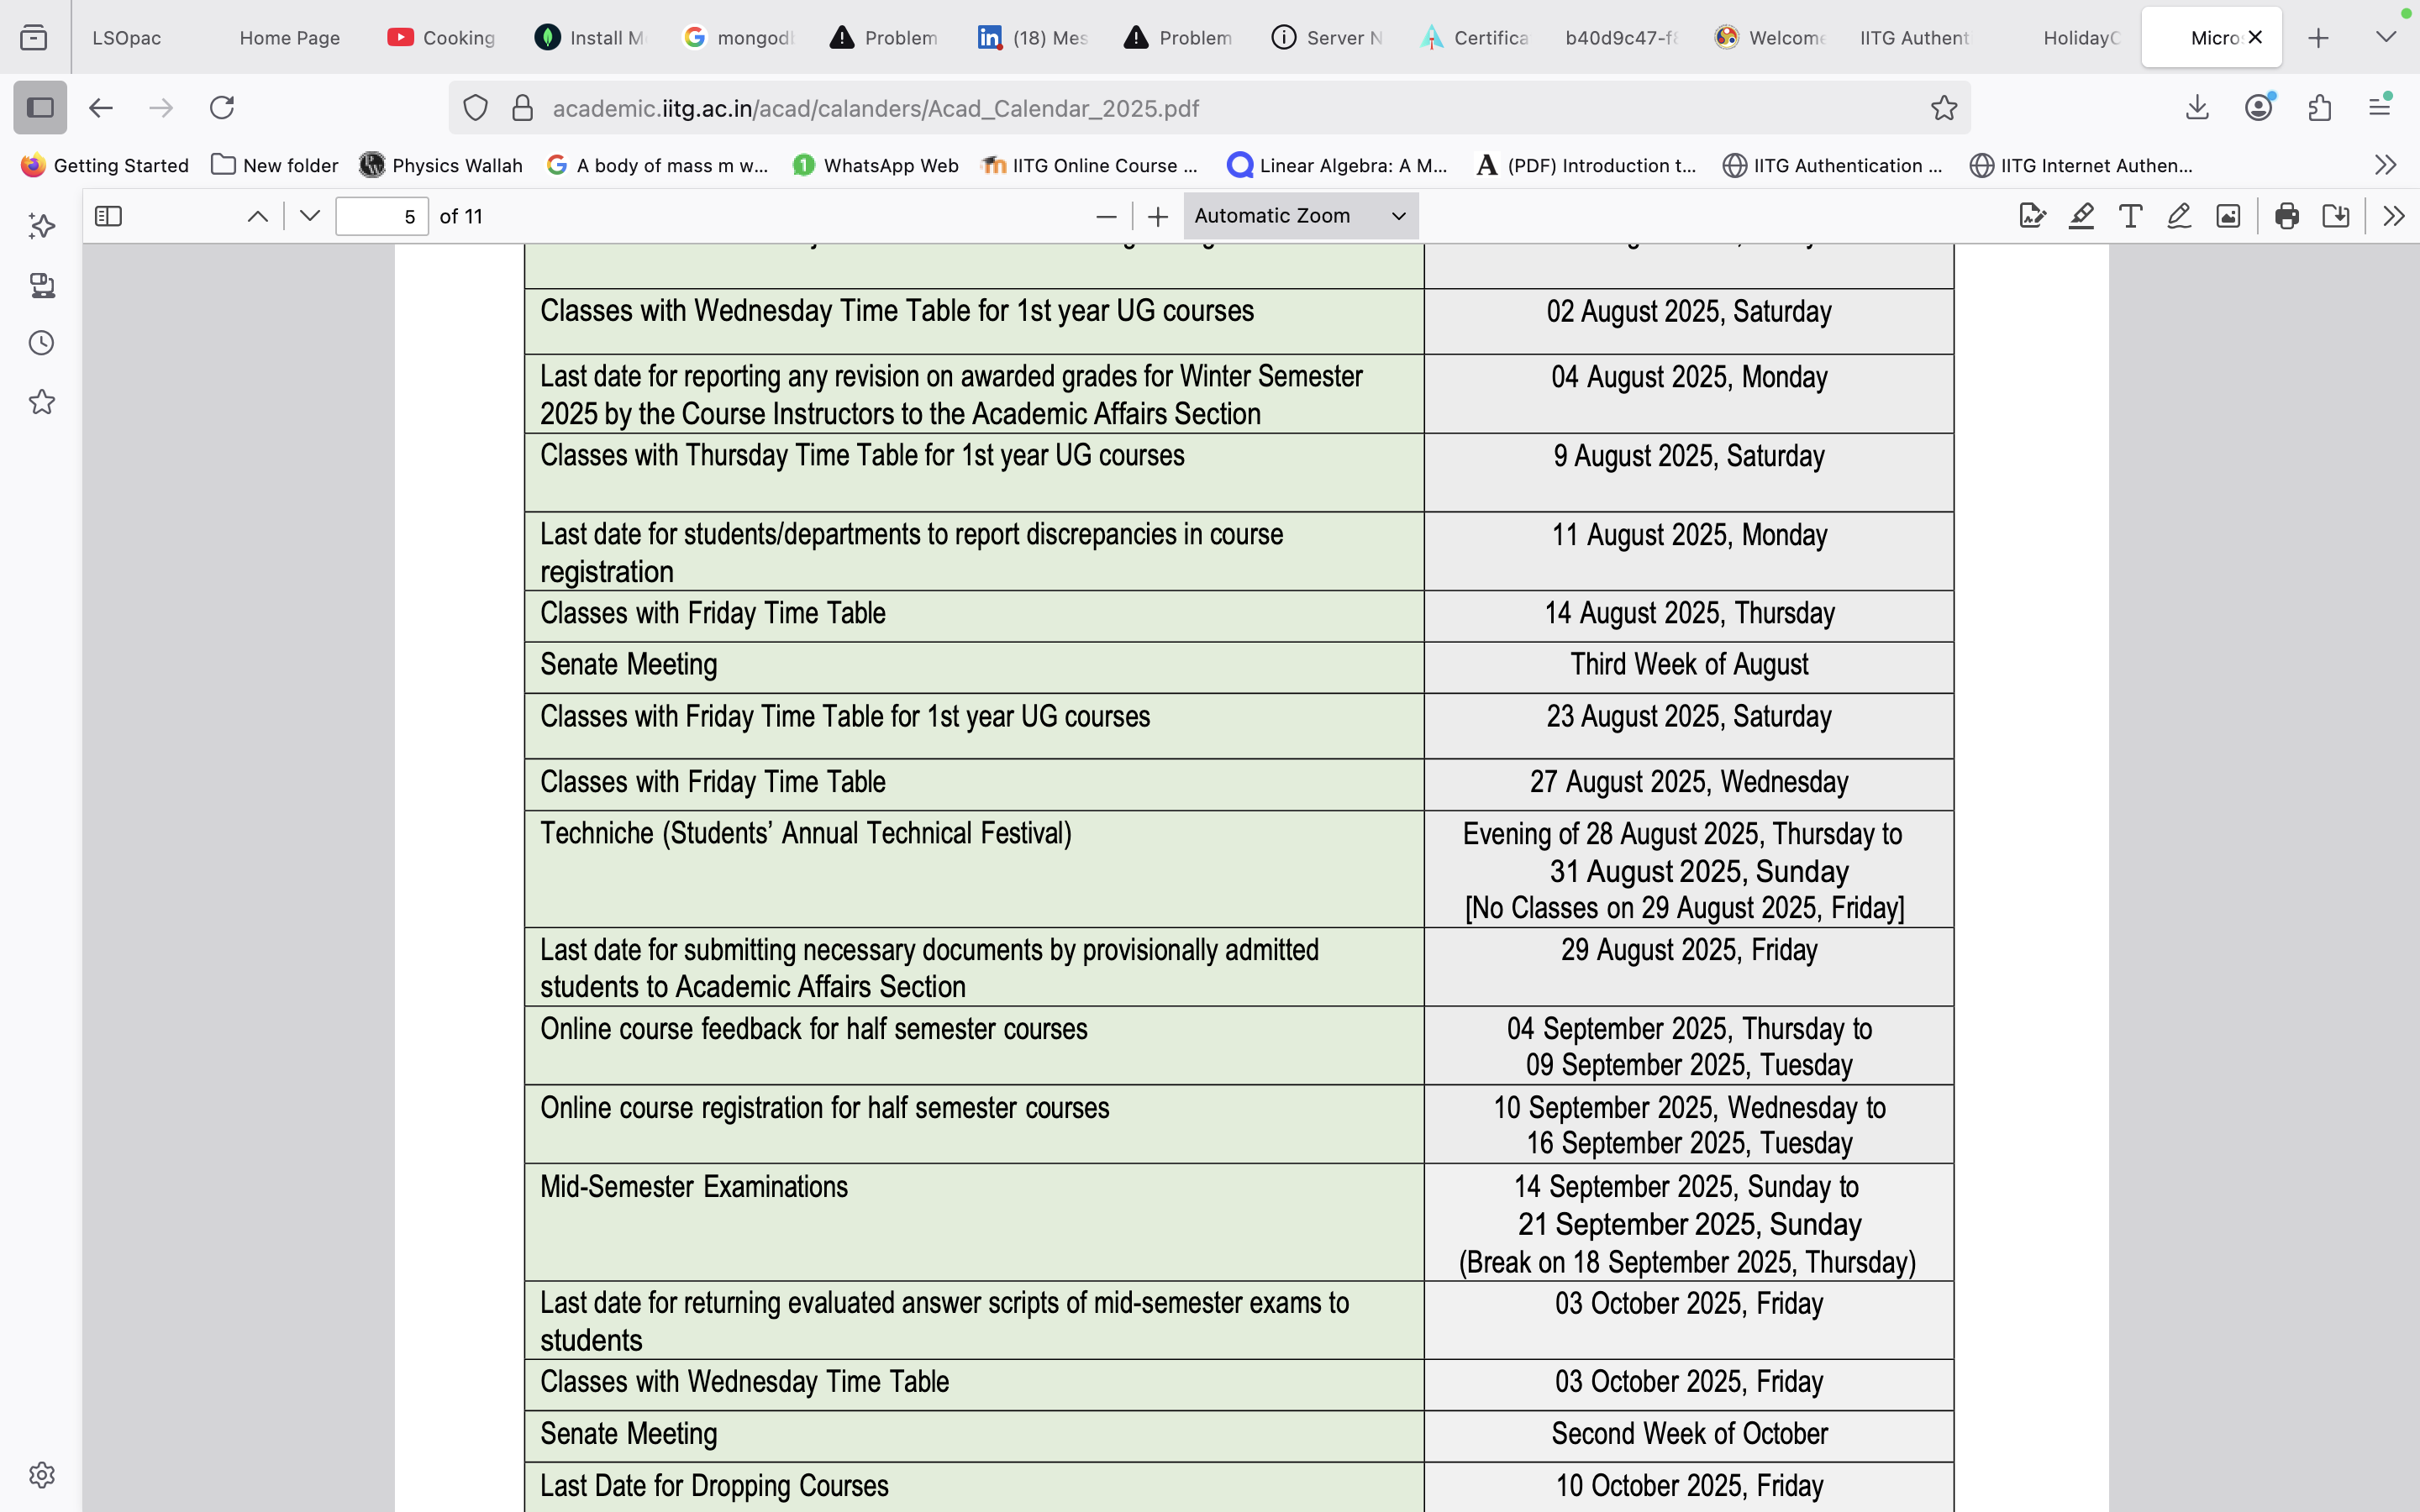 LSOpac Home Page Cooking Install M mongodb Problem (18) Mes Problem Server N Certifica b40d9c47-f8 Welcome IITG Authent HolidayC Micro
academic.iitg.ac.in/acad/calanders/Acad_Calendar_2025.pdf
Getting Started New folder Physics Wallah A body of mass m w... WhatsApp Web IITG Online Course ... Linear Algebra: A M... (PDF) Introduction t... IITG Authentication ... IITG Internet Authen...
5 of 11 Automatic Zoom
Classes with Wednesday Time Table for 1st year UG courses 02 August 2025, Saturday
Last date for reporting any revision on awarded grades for Winter Semester 04 August 2025, Monday
2025 by the Course Instructors to the Academic Affairs Section
Classes with Thursday Time Table for 1st year UG courses 9 August 2025, Saturday
Last date for students/departments to report discrepancies in course 11 August 2025, Monday
registration
Classes with Friday Time Table 14 August 2025, Thursday
Senate Meeting Third Week of August
Classes with Friday Time Table for 1st year UG courses 23 August 2025, Saturday
Classes with Friday Time Table 27 August 2025, Wednesday
Techniche (Students’ Annual Technical Festival) Evening of 28 August 2025, Thursday to
31 August 2025, Sunday
[No Classes on 29 August 2025, Friday]
Last date for submitting necessary documents by provisionally admitted 29 August 2025, Friday
students to Academic Affairs Section
Online course feedback for half semester courses 04 September 2025, Thursday to
09 September 2025, Tuesday
Online course registration for half semester courses 10 September 2025, Wednesday to
16 September 2025, Tuesday
Mid-Semester Examinations 14 September 2025, Sunday to
21 September 2025, Sunday
(Break on 18 September 2025, Thursday)
Last date for returning evaluated answer scripts of mid-semester exams to 03 October 2025, Friday
students
Classes with Wednesday Time Table 03 October 2025, Friday
Senate Meeting Second Week of October
Last Date for Dropping Courses 10 October 2025, Friday